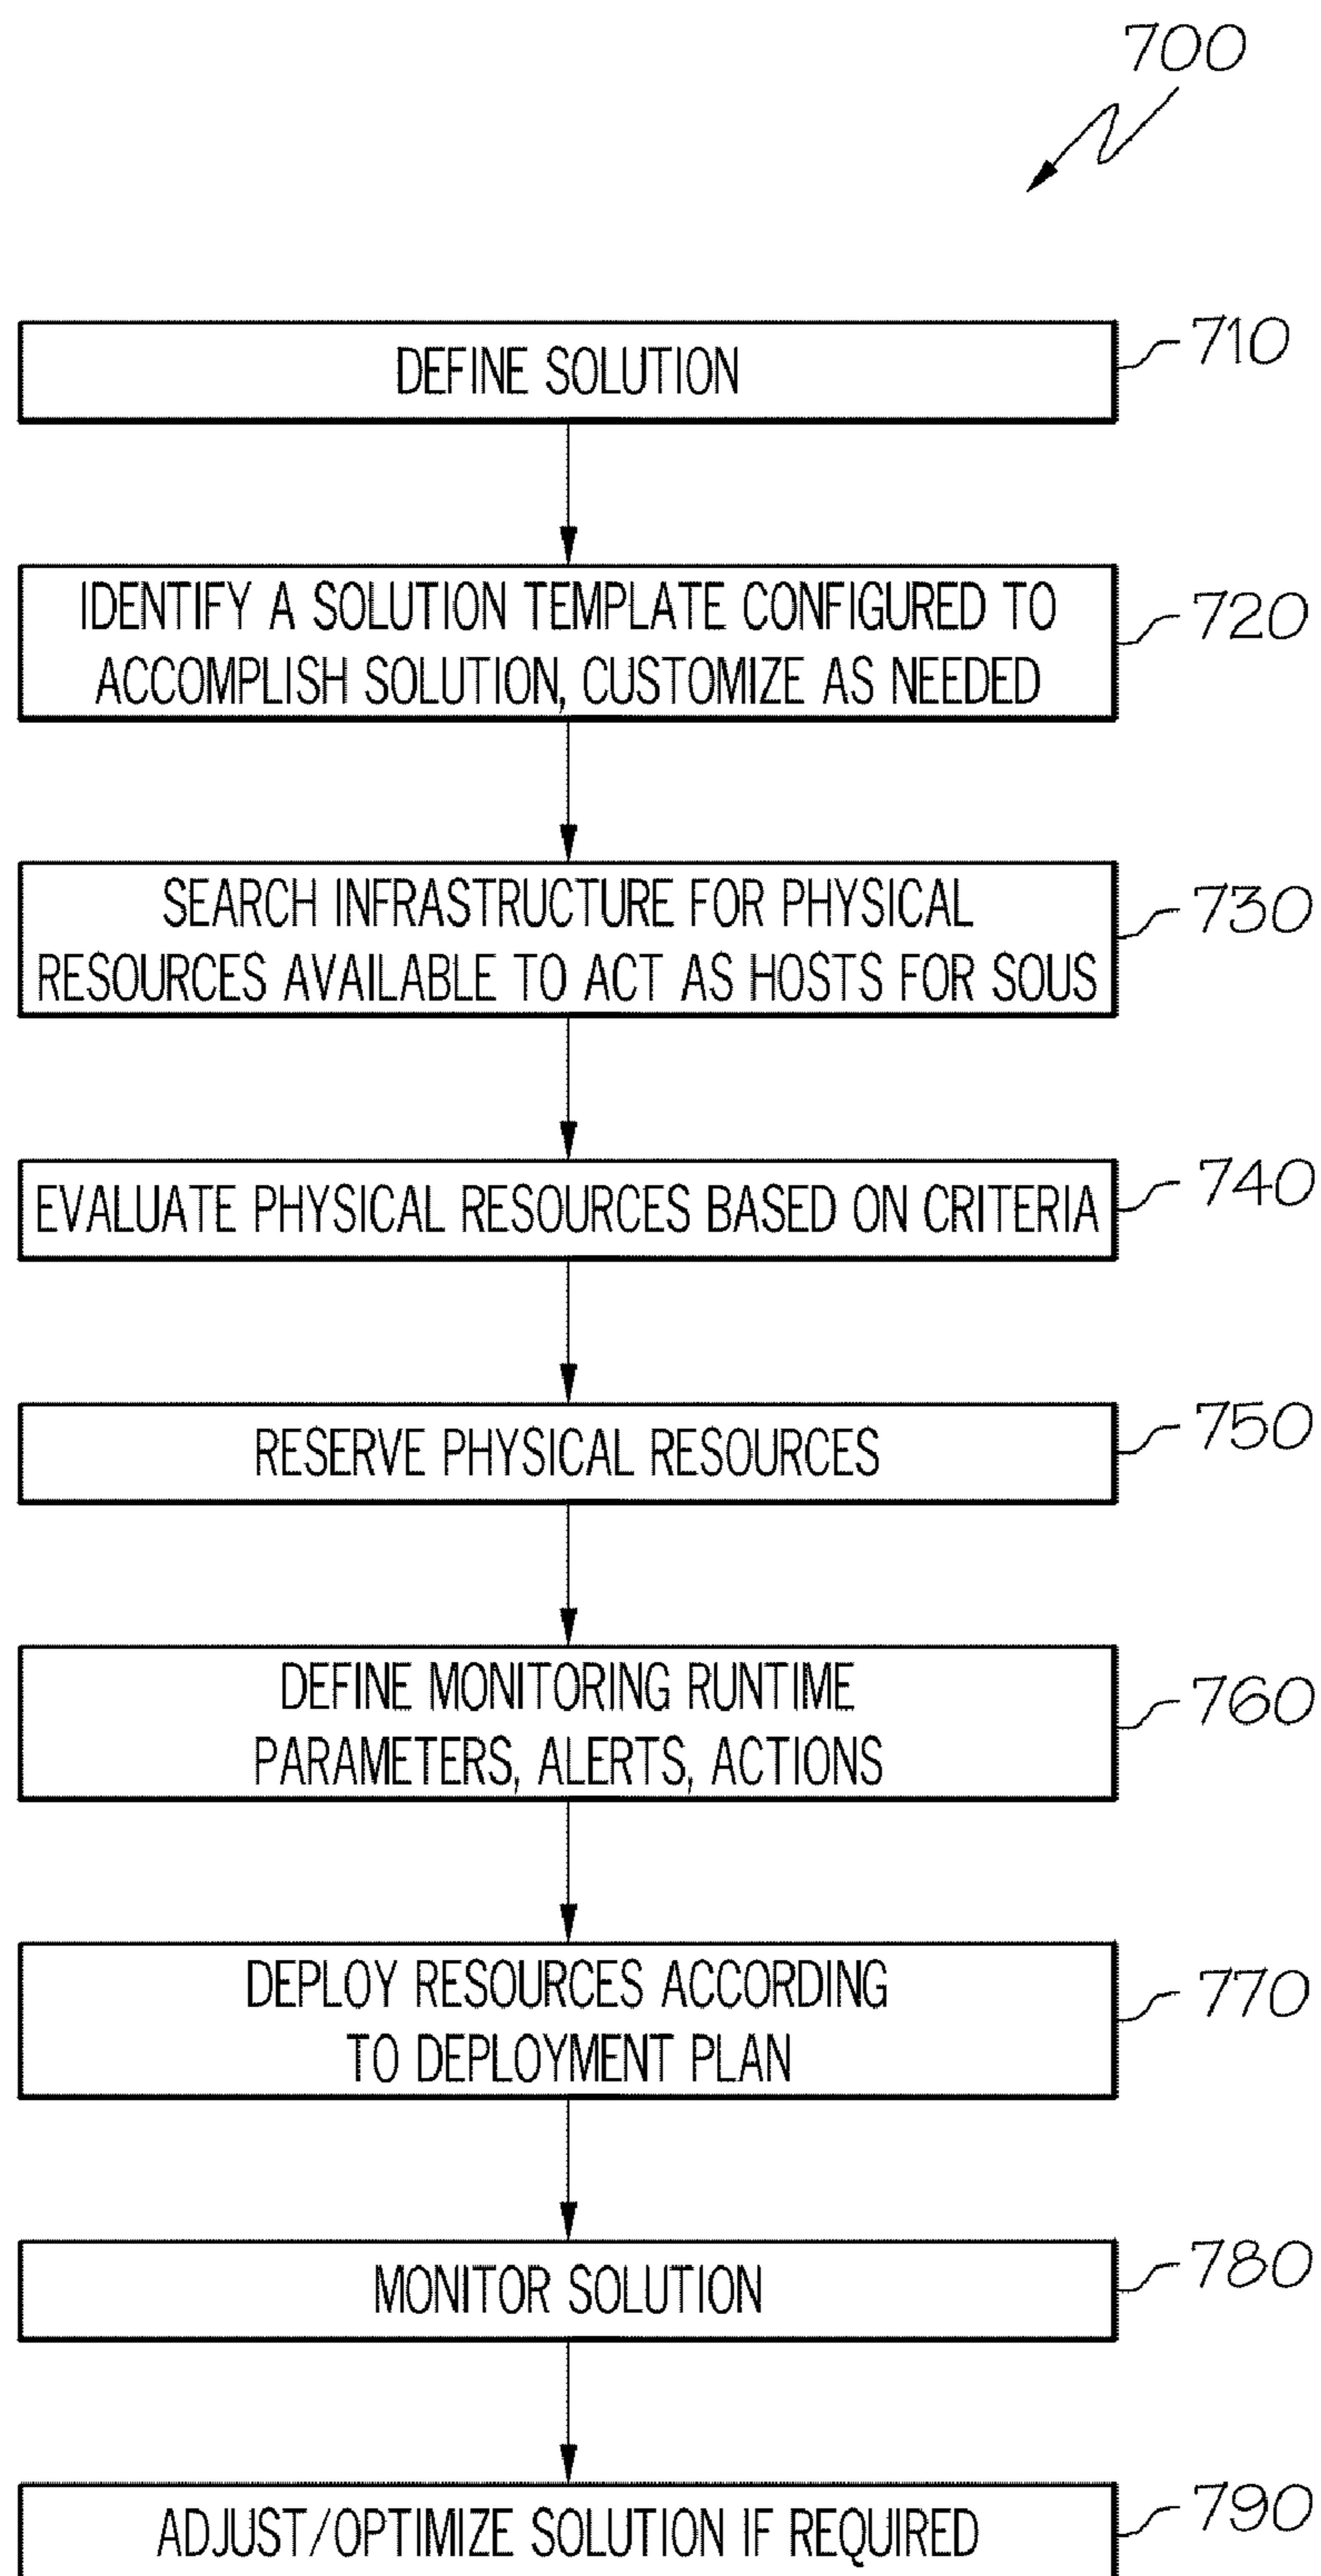 700
DEFINE SOLUTION
710
IDENTIFY A SOLUTION TEMPLATE CONFIGURED TO
ACCOMPLISH SOLUTION, CUSTOMIZE AS NEEDED
720
SEARCH INFRASTRUCTURE FOR PHYSICAL
RESOURCES AVAILABLE TO ACT AS HOSTS FOR SOUS
730
EVALUATE PHYSICAL RESOURCES BASED ON CRITERIA
740
RESERVE PHYSICAL RESOURCES
750
DEFINE MONITORING RUNTIME
PARAMETERS, ALERTS, ACTIONS
760
DEPLOY RESOURCES ACCORDING
TO DEPLOYMENT PLAN
770
MONITOR SOLUTION
780
ADJUST/OPTIMIZE SOLUTION IF REQUIRED
790